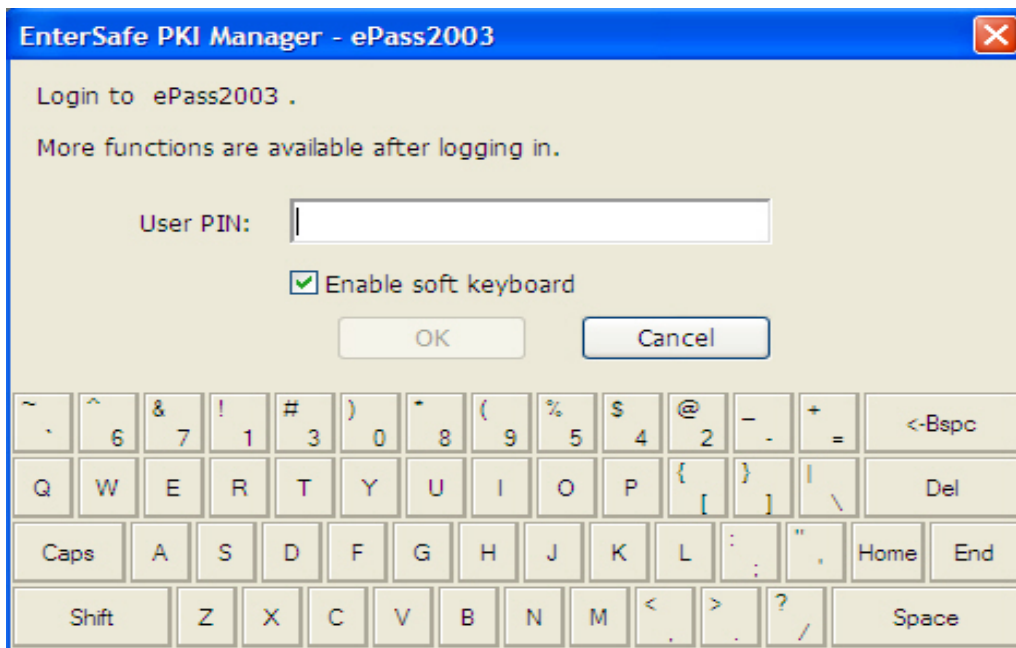 EnterSafe PKI Manager - ePass2003
Login to ePass2003 .
More functions are available after logging in.
User PIN:
Enable soft keyboard
OK Cancel
~ ` ^ 6 & 7 ! 1 # 3 ) 0 * 8 ( 9 % 5 $ 4 @ 2 _ - + = <-Bspc
Q W E R T Y U I O P { [ } ] | \ Del
Caps A S D F G H J K L : ; " ' Home End
Shift Z X C V B N M < , > . ? / Space